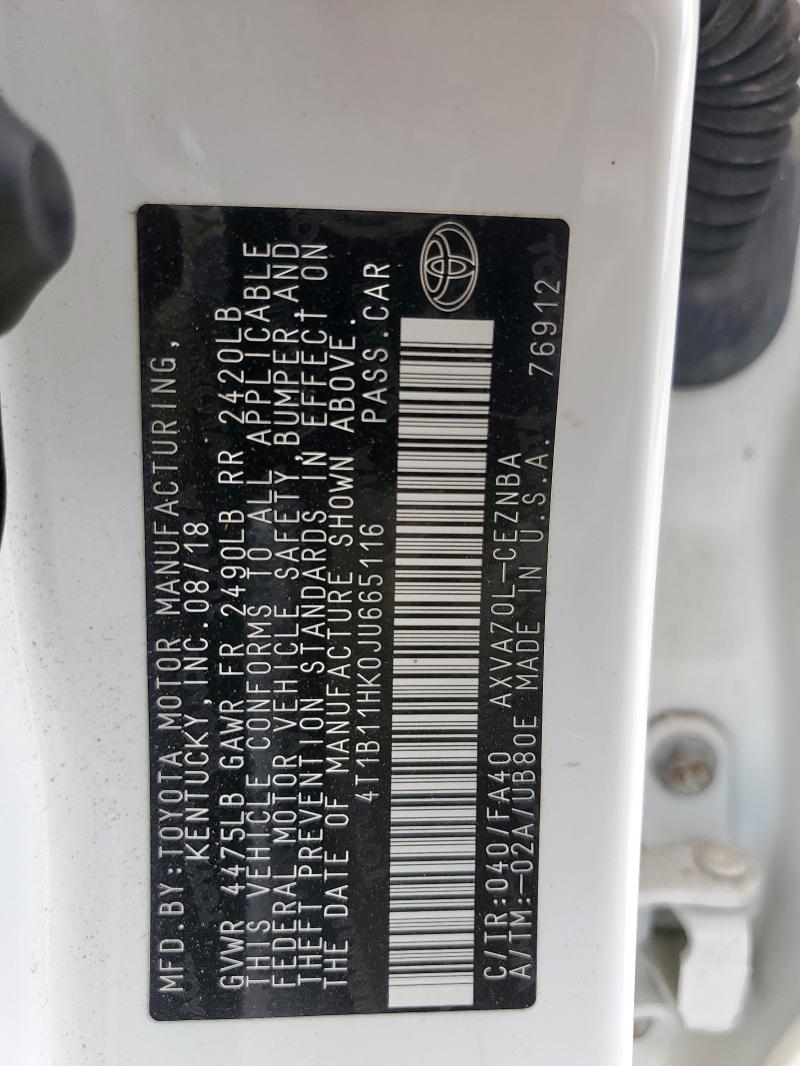 MFD.BY:TOYOTA MOTOR MANUFACTURING,
KENTUCKY,INC.08/18
GVWR 4475LB GAWR FR 2490LB RR 2420LB
THIS VEHICLE CONFORMS TO ALL APPLICABLE
FEDERAL MOTOR VEHICLE SAFETY,BUMPER,AND
THEFT PREVENTION STANDARDS IN EFFECT ON
THE DATE OF MANUFACTURE SHOWN ABOVE.
4T1B11HK0JU665116 PASS.CAR
C/TR:040/FA40 AXVA70L-CEZNBA
A/TM:-02A/UB80E MADE IN U.S.A. 76912